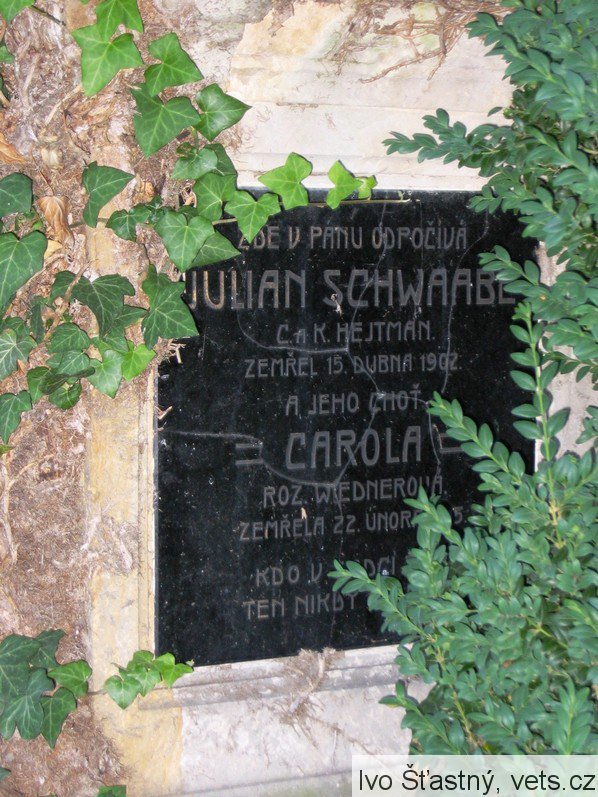 ZDE V PÁNU ODPOČÍVÁ
JULIAN SCHWAABE
C. A K. HEJTMAN.
ZEMŘEL 15. DUBNA 1902.
A JEHO CHOŤ
CAROLA
ROZ. WIEDNEROVÁ
ZEMŘELA 22. ÚNOR
KDO V
TEN NIKDY
Ivo Šťastný, vets.cz